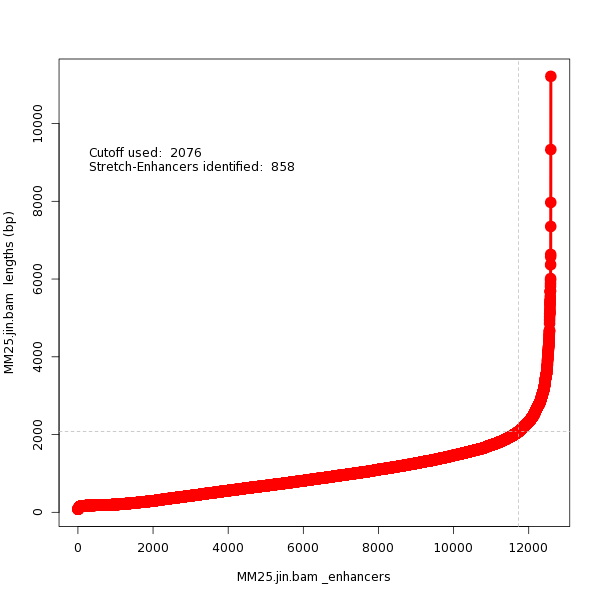 Cutoff used:  2076
Stretch-Enhancers identified:  858
MM25.jin.bam  lengths (bp)
10000
8000
6000
4000
2000
0
0 2000 4000 6000 8000 10000 12000
MM25.jin.bam _enhancers